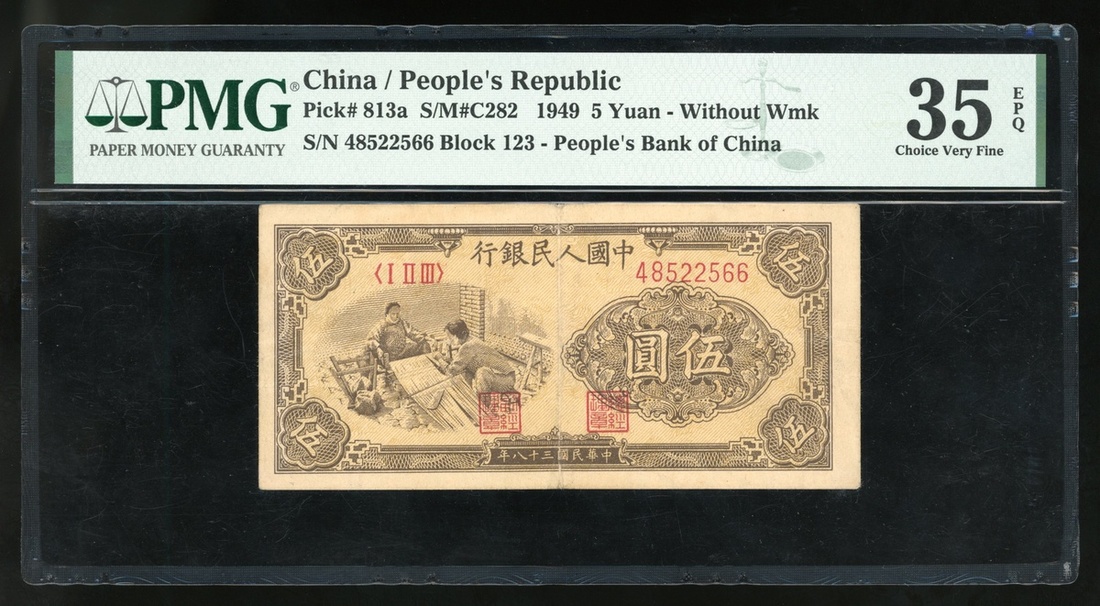 PMG®
PAPER MONEY GUARANTY
China / People's Republic
Pick# 813a S/M#C282 1949 5 Yuan - Without Wmk
S/N 48522566 Block 123 - People's Bank of China
35
EPQ
Choice Very Fine
行銀民人國中
〈I II III〉
48522566
伍
伍
圓伍
伍
伍
年八十三國民華中